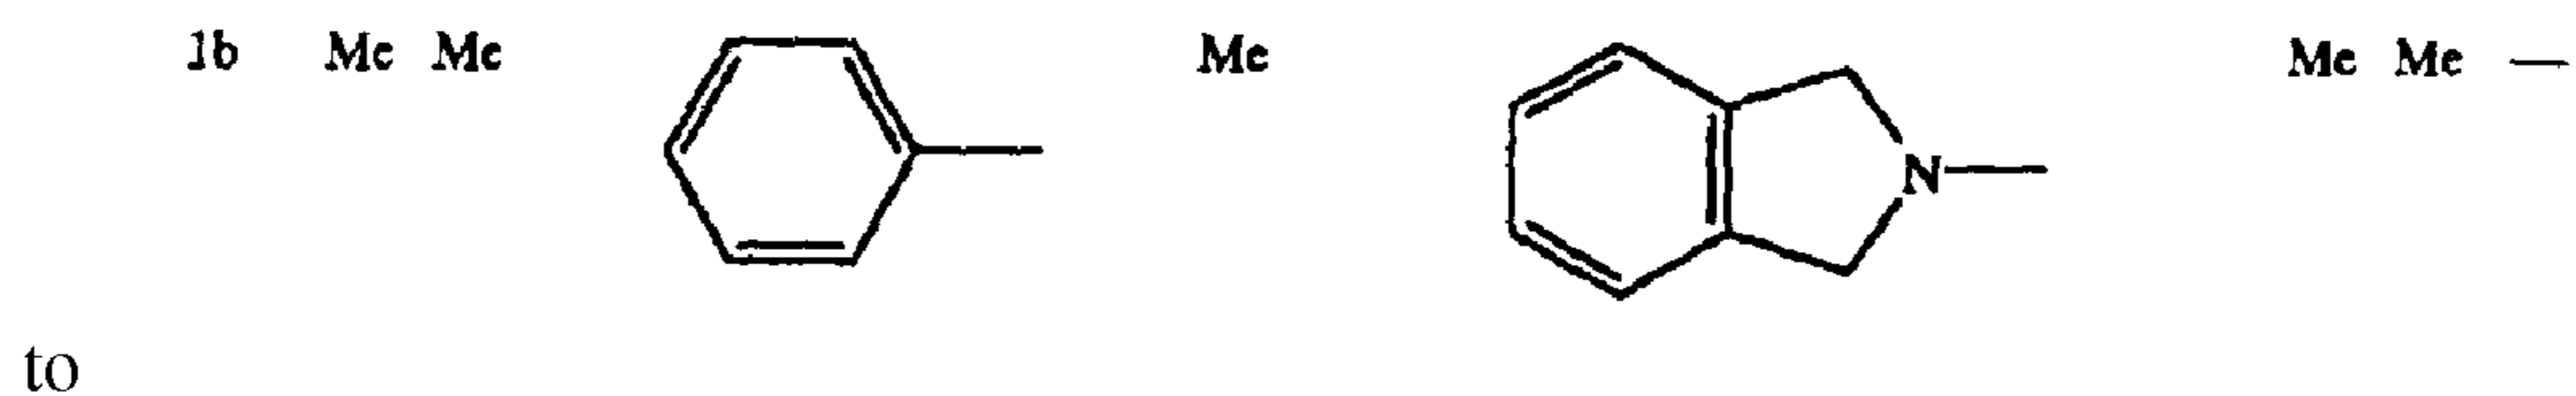 1b Me Me Me N Me Me —
to